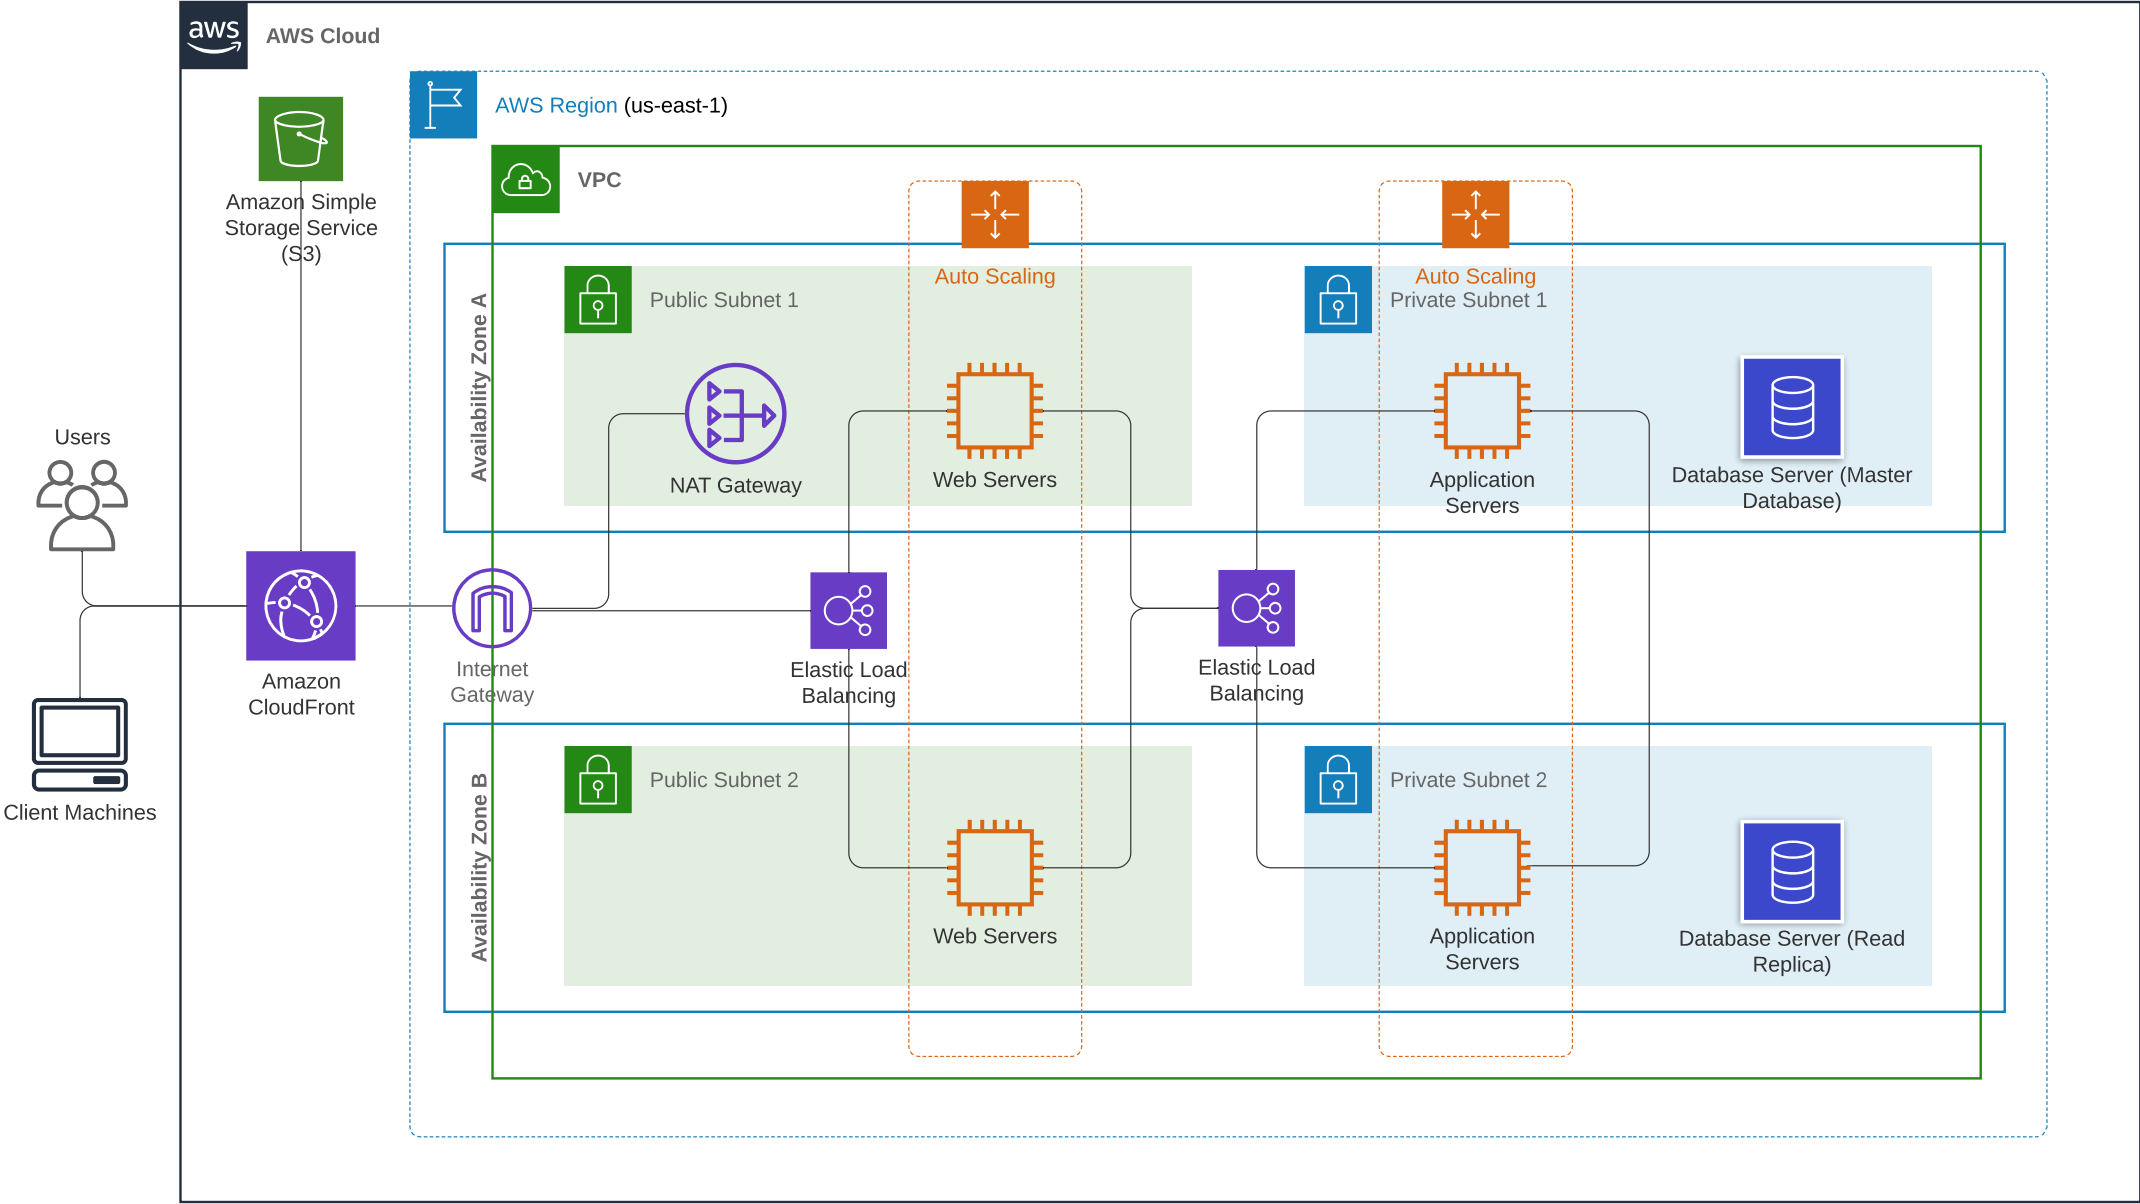 aws
AWS Cloud
AWS Region (us-east-1)
VPC
Amazon Simple
Storage Service
(S3)
Auto Scaling
Auto Scaling
Availability Zone A
Public Subnet 1
Private Subnet 1
NAT Gateway
Web Servers
Application
Servers
Database Server (Master
Database)
Users
Client Machines
Amazon
CloudFront
Internet
Gateway
Elastic Load
Balancing
Elastic Load
Balancing
Availability Zone B
Public Subnet 2
Private Subnet 2
Web Servers
Application
Servers
Database Server (Read
Replica)